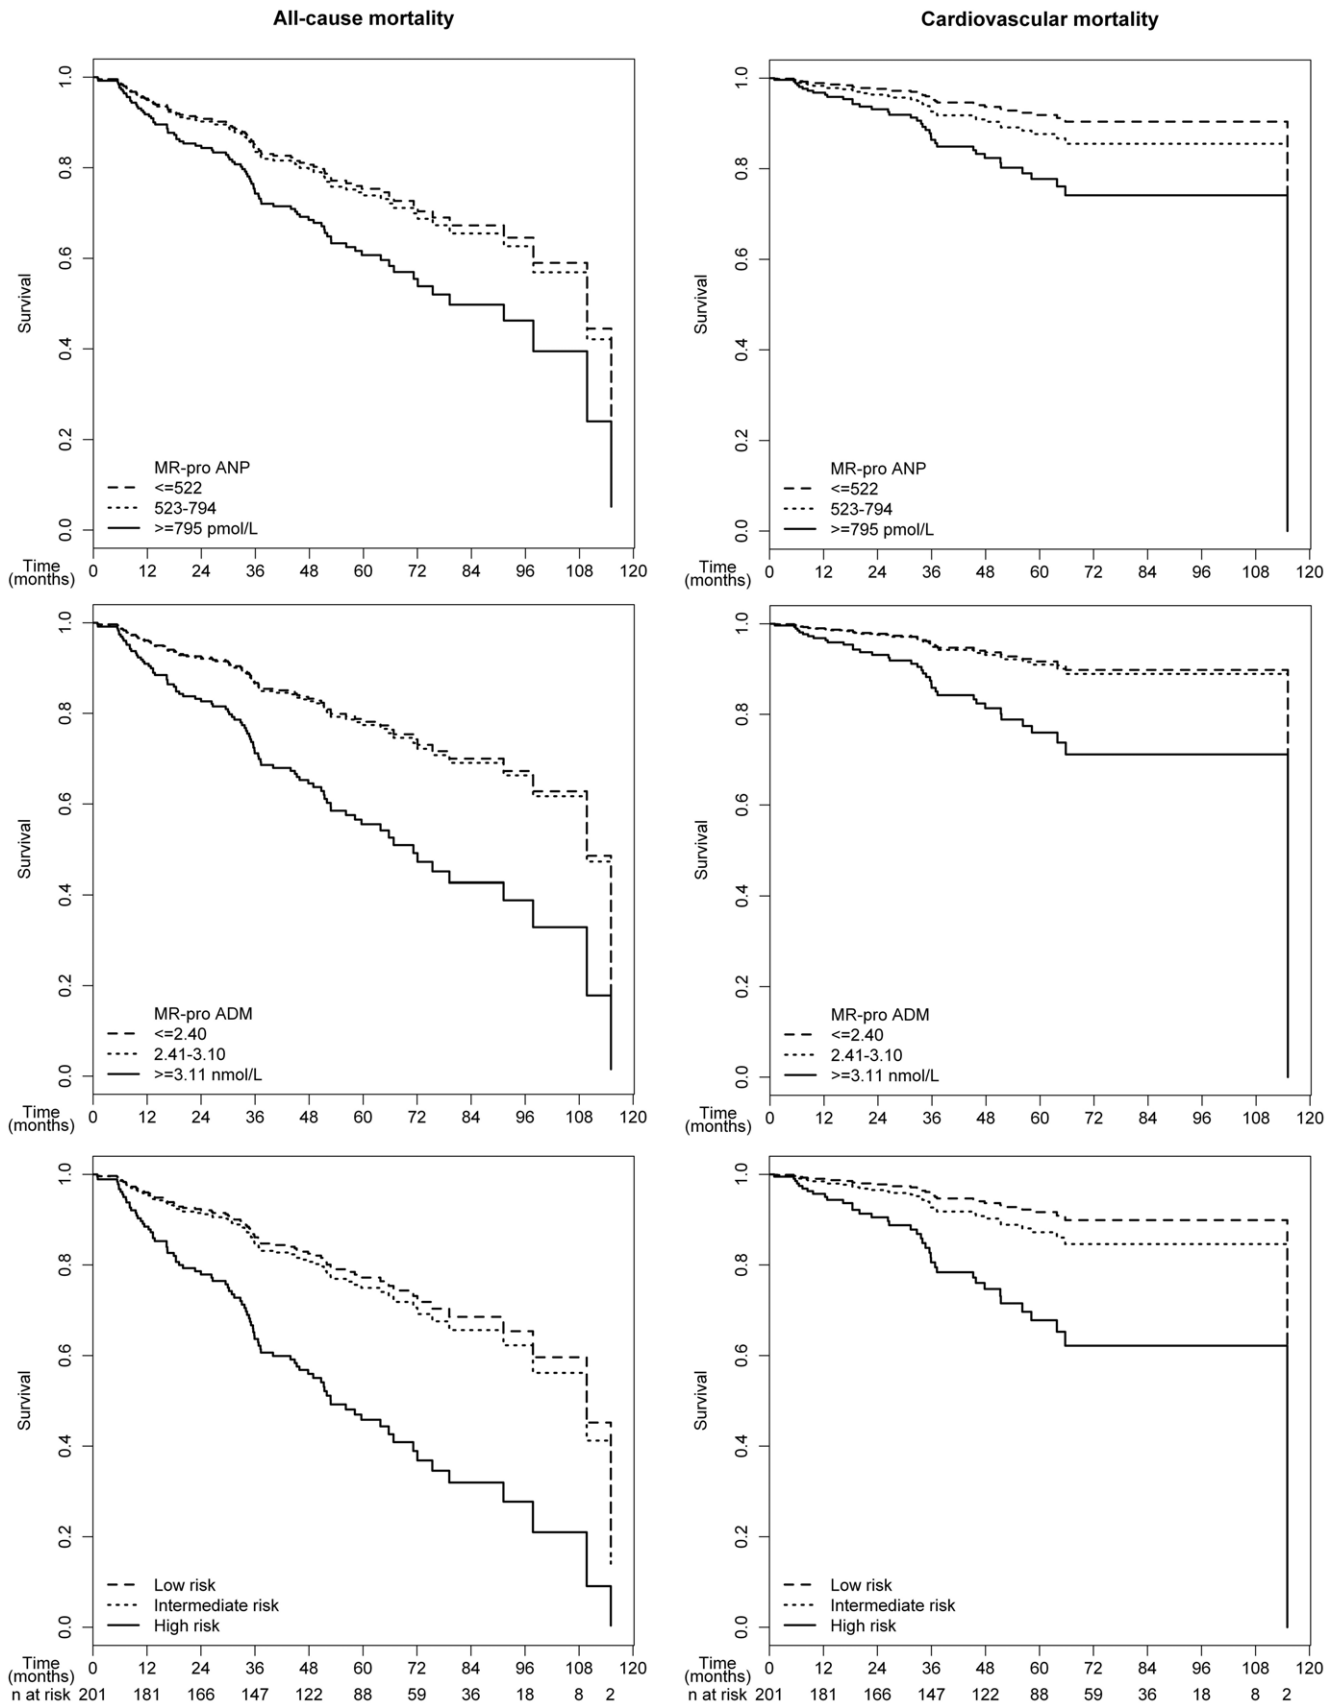 All-cause mortality
Cardiovascular mortality
Survival
1.0
0.8
0.6
0.4
0.2
0.0
MR-pro ANP
<=522
523-794
>=795 pmol/L
Time
(months)
0 12 24 36 48 60 72 84 96 108 120
Survival
1.0
0.8
0.6
0.4
0.2
0.0
MR-pro ANP
<=522
523-794
>=795 pmol/L
Time
(months)
0 12 24 36 48 60 72 84 96 108 120
Survival
1.0
0.8
0.6
0.4
0.2
0.0
MR-pro ADM
<=2.40
2.41-3.10
>=3.11 nmol/L
Time
(months)
0 12 24 36 48 60 72 84 96 108 120
Survival
1.0
0.8
0.6
0.4
0.2
0.0
MR-pro ADM
<=2.40
2.41-3.10
>=3.11 nmol/L
Time
(months)
0 12 24 36 48 60 72 84 96 108 120
Survival
1.0
0.8
0.6
0.4
0.2
0.0
Low risk
Intermediate risk
High risk
Time
(months)
0 12 24 36 48 60 72 84 96 108 120
n at risk
201 181 166 147 122 88 59 36 18 8 2
Survival
1.0
0.8
0.6
0.4
0.2
0.0
Low risk
Intermediate risk
High risk
Time
(months)
0 12 24 36 48 60 72 84 96 108 120
n at risk
201 181 166 147 122 88 59 36 18 8 2